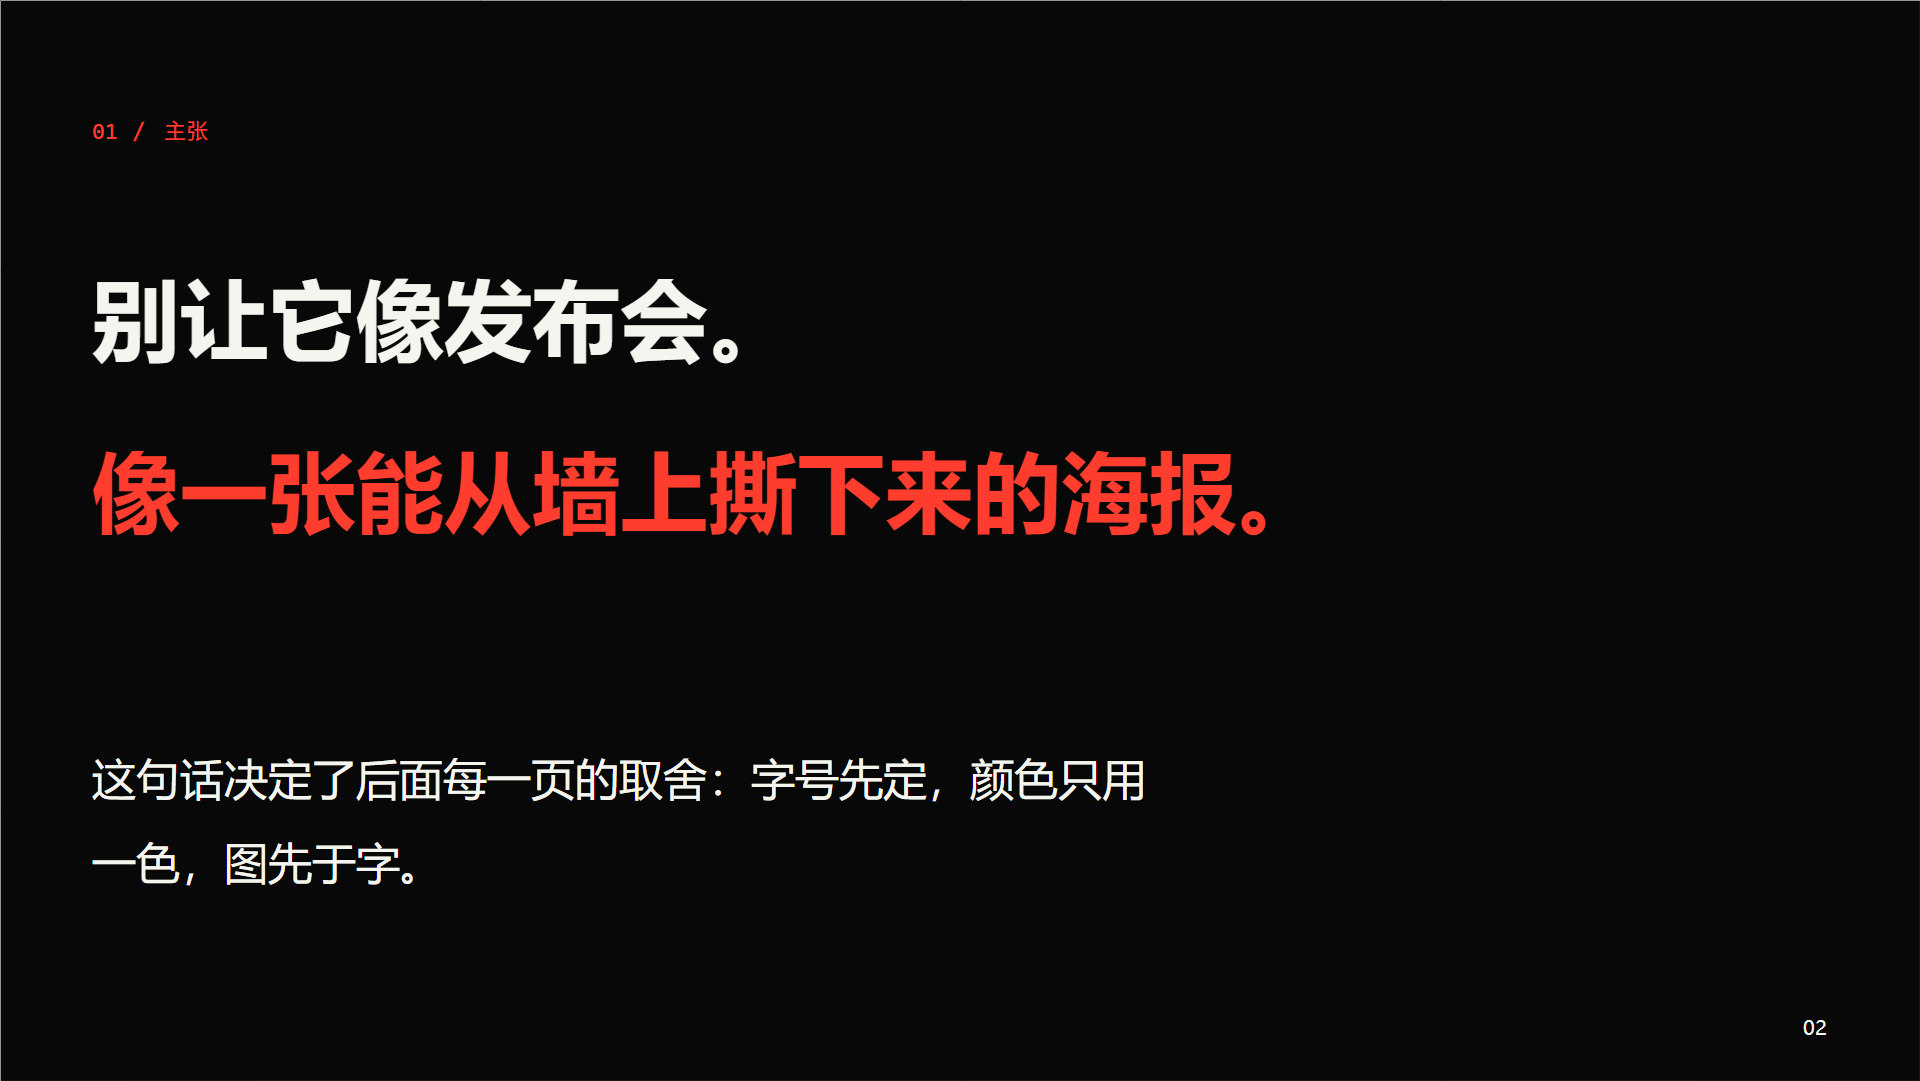 01 / 主张
别让它像发布会。
像一张能从墙上撕下来的海报。
这句话决定了后面每一页的取舍：字号先定，颜色只用
一色，图先于字。
02